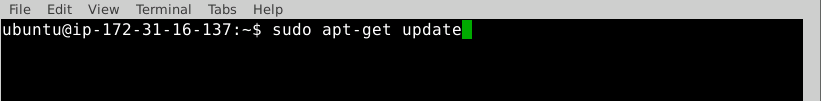 File Edit View Terminal Tabs Help
ubuntu@ip-172-31-16-137:~$ sudo apt-get update